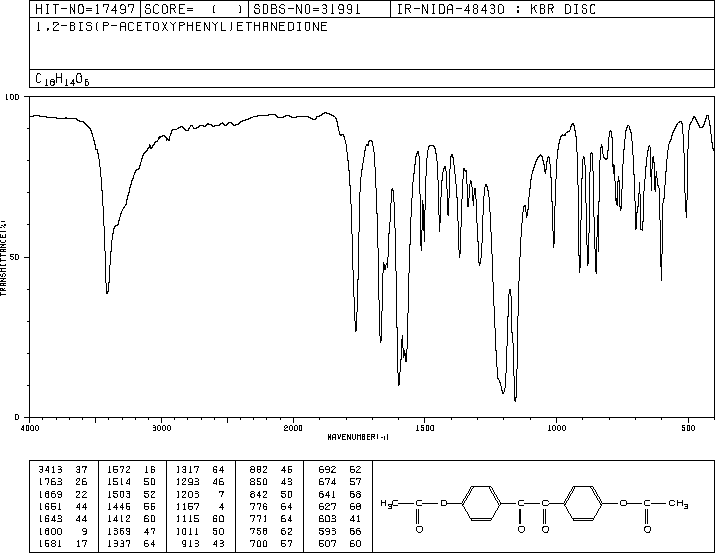 HIT-NO=17497 SCORE= ( ) SDBS-NO=31991 IR-NIDA-48430 : KBR DISC
1,2-BIS(P-ACETOXYPHENYL)ETHANEDIONE
C18H14O6
100
50
0
TRANSMITTANCE(%)
4000 3000 2000 1500 1000 500
WAVENUMBER(-1)
3413 37 1572 16 1317 64 882 46 692 62
1763 26 1514 50 1293 46 850 43 674 57
1669 22 1503 52 1203 7 842 50 641 68
1651 44 1446 56 1157 4 776 64 627 68
1643 44 1412 60 1115 60 771 64 603 41
1600 9 1369 47 1011 50 758 62 593 66
1581 17 1337 64 913 43 700 57 507 60
H3C C O C C O C CH3
O O O O